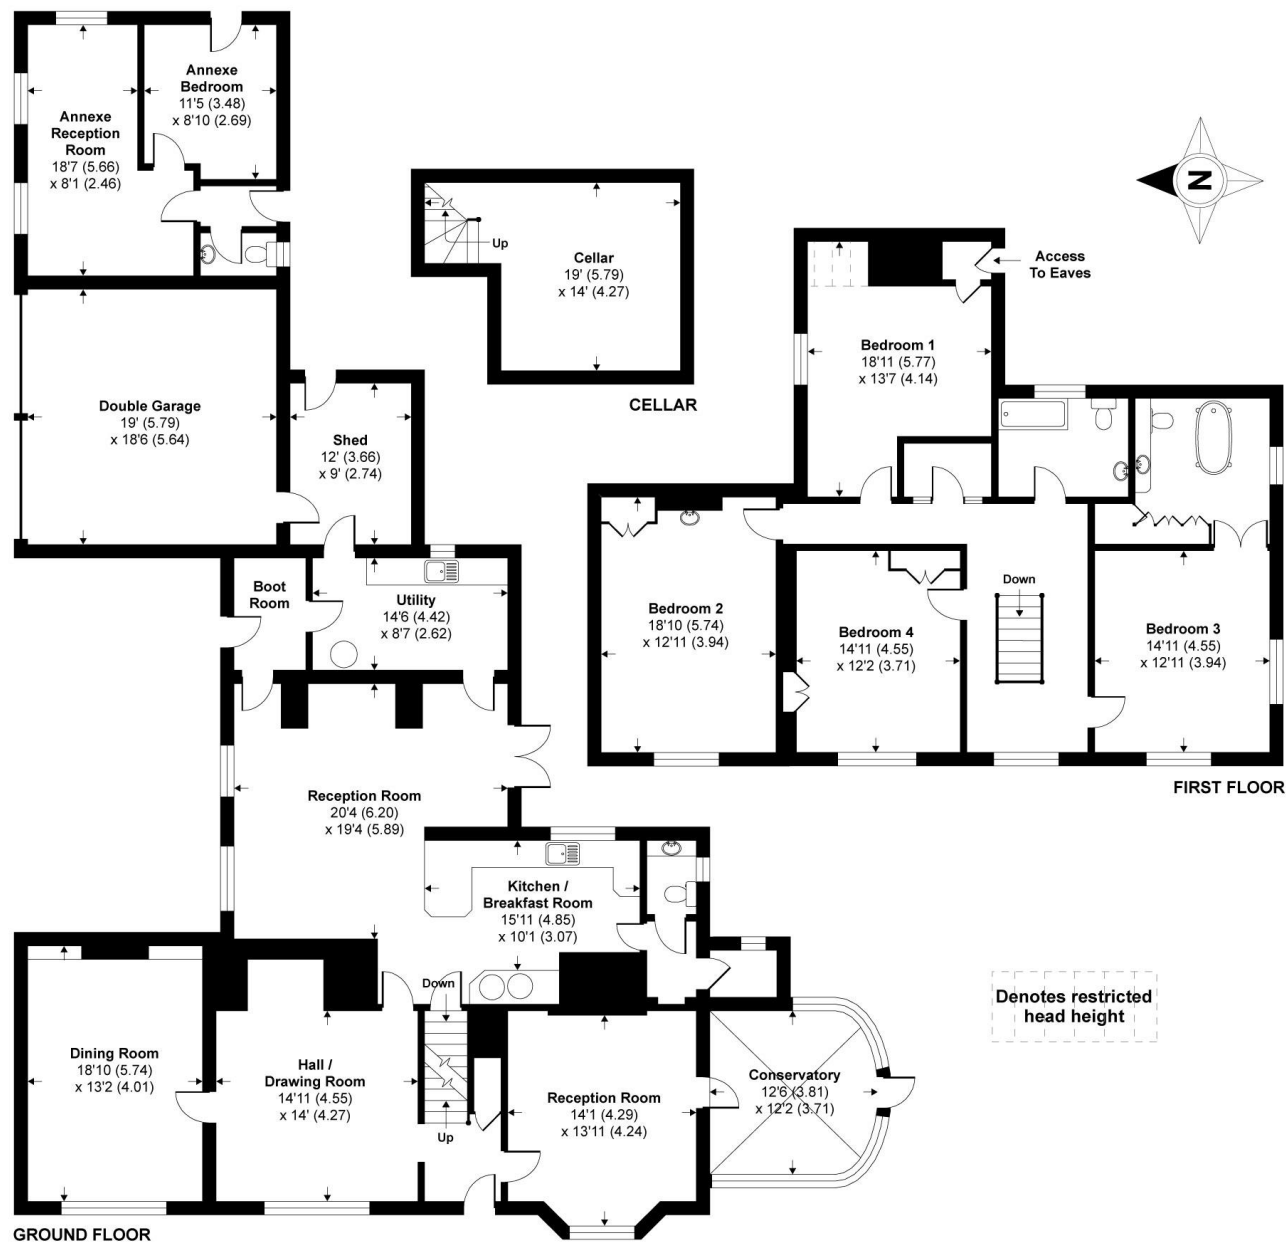 Annexe
Bedroom
11'5 (3.48)
x 8'10 (2.69)
Annexe
Reception
Room
18'7 (5.66)
x 8'1 (2.46)
N
Up
Cellar
19' (5.79)
x 14' (4.27)
CELLAR
Access
To Eaves
Bedroom 1
18'11 (5.77)
x 13'7 (4.14)
Double Garage
19' (5.79)
x 18'6 (5.64)
Shed
12' (3.66)
x 9' (2.74)
Boot
Room
Utility
14'6 (4.42)
x 8'7 (2.62)
Bedroom 2
18'10 (5.74)
x 12'11 (3.94)
Bedroom 4
14'11 (4.55)
x 12'2 (3.71)
Down
Bedroom 3
14'11 (4.55)
x 12'11 (3.94)
FIRST FLOOR
Reception Room
20'4 (6.20)
x 19'4 (5.89)
Kitchen /
Breakfast Room
15'11 (4.85)
x 10'1 (3.07)
Down
Denotes restricted
head height
Dining Room
18'10 (5.74)
x 13'2 (4.01)
Hall /
Drawing Room
14'11 (4.55)
x 14' (4.27)
Up
Reception Room
14'1 (4.29)
x 13'11 (4.24)
Conservatory
12'6 (3.81)
x 12'2 (3.71)
GROUND FLOOR